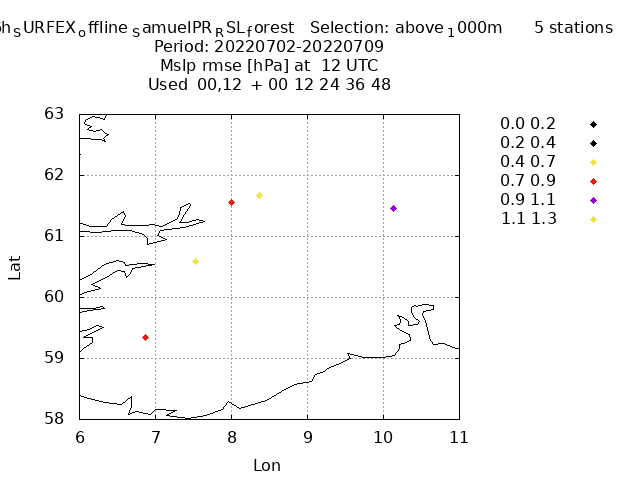 6h_SURFEX_offline_SamuelPR_RSL_forest   Selection: above_1000m   5 stations
Period: 20220702-20220709
Mslp rmse [hPa] at  12 UTC
Used  00,12  + 00 12 24 36 48
63
62
61
60
59
58
6 7 8 9 10 11
Lat
Lon
0.0 0.2
0.2 0.4
0.4 0.7
0.7 0.9
0.9 1.1
1.1 1.3